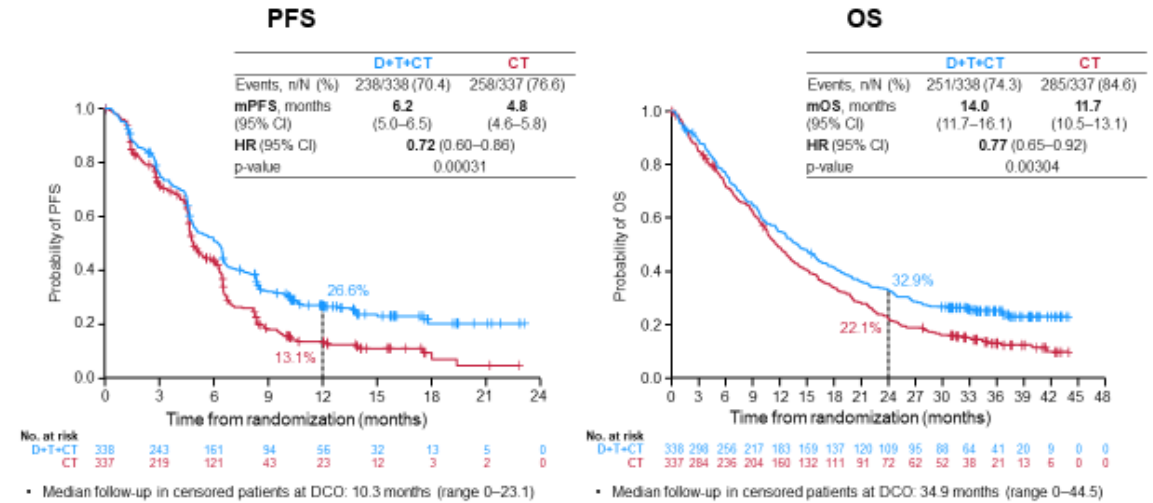 PFS
D+T+CT CT
Events, n/N (%) 238/338 (70.4) 258/337 (76.6)
mPFS, months 6.2 4.8
(95% CI) (5.0–6.5) (4.6–5.8)
HR (95% CI) 0.72 (0.60–0.86)
p-value 0.00031
Probability of PFS
1.0
0.8
0.6
0.4
0.2
0.0
26.6%
13.1%
0 3 6 9 12 15 18 21 24
Time from randomization (months)
No. at risk
D+T+CT 338 243 161 94 56 32 13 5 0
CT 337 219 121 43 23 12 3 2 0
• Median follow-up in censored patients at DCO: 10.3 months (range 0–23.1)
OS
D+T+CT CT
Events, n/N (%) 251/338 (74.3) 285/337 (84.6)
mOS, months 14.0 11.7
(95% CI) (11.7–16.1) (10.5–13.1)
HR (95% CI) 0.77 (0.65–0.92)
p-value 0.00304
Probability of OS
1.0
0.8
0.6
0.4
0.2
0.0
32.9%
22.1%
0 3 6 9 12 15 18 21 24 27 30 33 36 39 42 45 48
Time from randomization (months)
No. at risk
D+T+CT 338 298 256 217 183 159 137 120 109 95 88 64 41 20 9 0 0
CT 337 284 236 204 160 132 111 91 72 62 52 38 21 13 6 0 0
• Median follow-up in censored patients at DCO: 34.9 months (range 0–44.5)